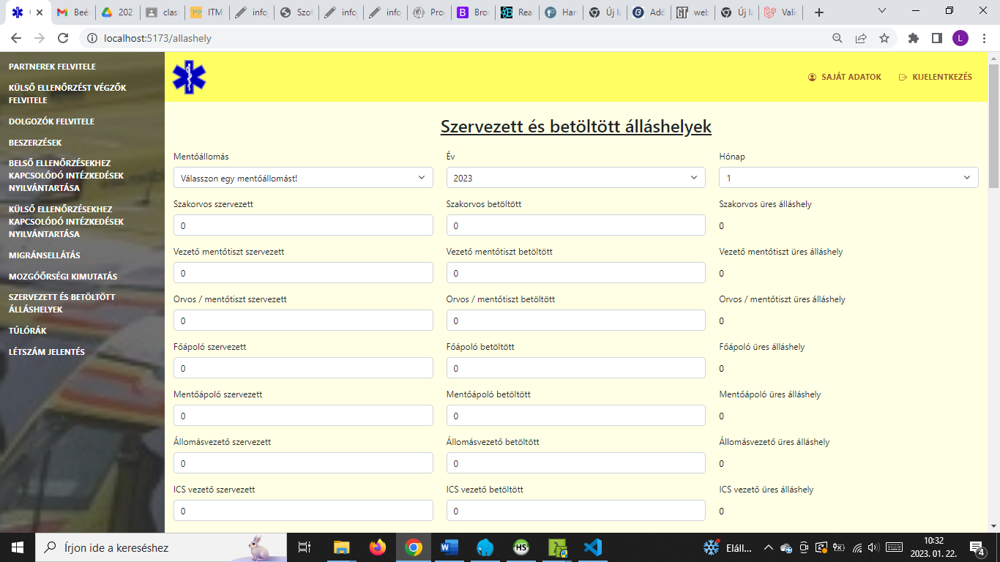 Beér
202
clas
ITM
info
Szof
info
info
Pro
Bro
Rea
Har
Új la
Adó
web
Új la
Vali
localhost:5173/allashely
L
PARTNEREK FELVITELE
KÜLSŐ ELLENŐRZÉST VÉGZŐK
FELVITELE
DOLGOZÓK FELVITELE
BESZERZÉSEK
BELSŐ ELLENŐRZÉSEKHEZ
KAPCSOLÓDÓ INTÉZKEDÉSEK
NYILVÁNTARTÁSA
KÜLSŐ ELLENŐRZÉSEKHEZ
KAPCSOLÓDÓ INTÉZKEDÉSEK
NYILVÁNTARTÁSA
MIGRÁNSELLÁTÁS
MOZGÓŐRSÉGI KIMUTATÁS
SZERVEZETT ÉS BETÖLTÖTT
ÁLLÁSHELYEK
TÚLÓRÁK
LÉTSZÁM JELENTÉS
SAJÁT ADATOK KIJELENTKEZÉS
Szervezett és betöltött álláshelyek
Mentőállomás Év Hónap
Válasszon egy mentőállomást! 2023 1
Szakorvos szervezett Szakorvos betöltött Szakorvos üres álláshely
0 0 0
Vezető mentőtiszt szervezett Vezető mentőtiszt betöltött Vezető mentőtiszt üres álláshely
0 0 0
Orvos / mentőtiszt szervezett Orvos / mentőtiszt betöltött Orvos / mentőtiszt üres álláshely
0 0 0
Főápoló szervezett Főápoló betöltött Főápoló üres álláshely
0 0 0
Mentőápoló szervezett Mentőápoló betöltött Mentőápoló üres álláshely
0 0 0
Állomásvezető szervezett Állomásvezető betöltött Állomásvezető üres álláshely
0 0 0
ICS vezető szervezett ICS vezető betöltött ICS vezető üres álláshely
0 0 0
Írjon ide a kereséshez
Eláll...
10:32
2023. 01. 22.
4